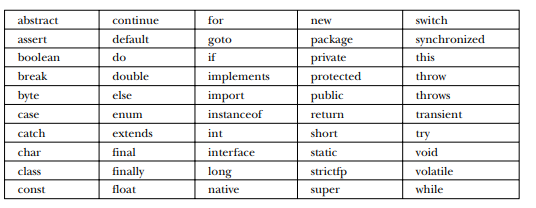 abstract continue for new switch
assert default goto package synchronized
boolean do if private this
break double implements protected throw
byte else import public throws
case enum instanceof return transient
catch extends int short try
char final interface static void
class finally long strictfp volatile
const float native super while